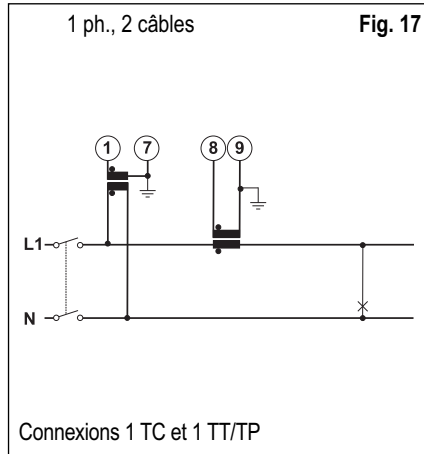 1 ph., 2 câbles Fig. 17
1 7 8 9
L1
N
Connexions 1 TC et 1 TT/TP